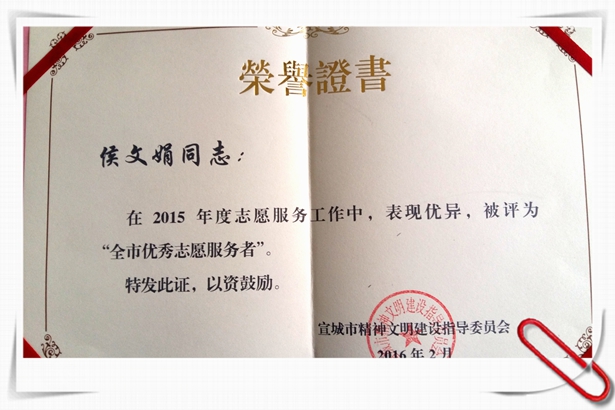 榮譽證書
侯文娟同志：
在 2015 年度志愿服务工作中，表现优异，被评为
“全市优秀志愿服务者”。
特发此证，以资鼓励。
宣城市精神文明建设指导委员会
2016 年 2 月